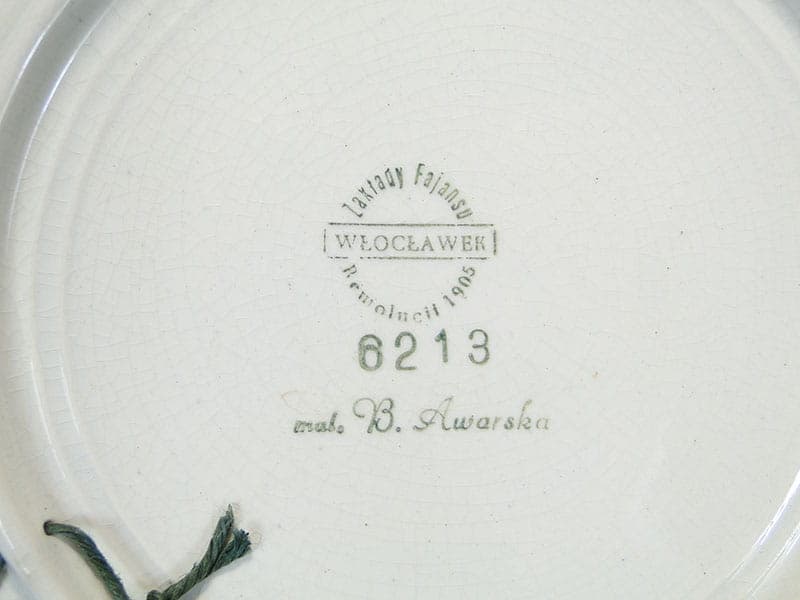 Zakłady Fajansu
WŁOCŁAWEK
Rewolucji 1905
6213
mal. B. Awarska